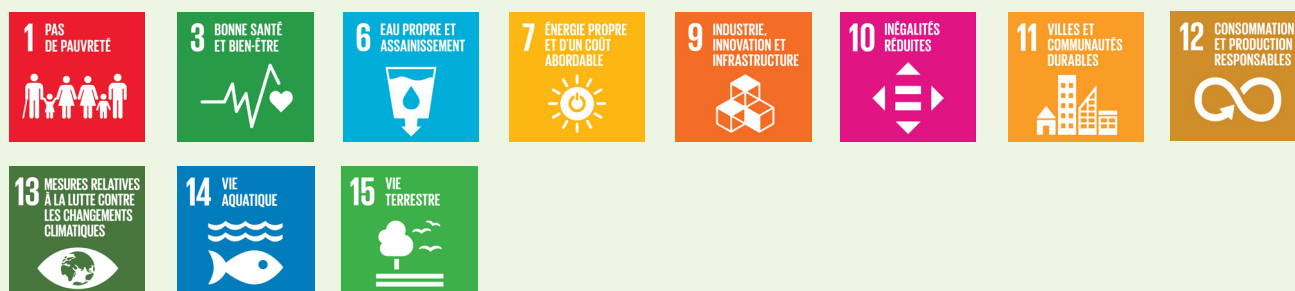 1 PAS
DE PAUVRETÉ
3 BONNE SANTÉ
ET BIEN-ÊTRE
6 EAU PROPRE ET
ASSAINISSEMENT
7 ÉNERGIE PROPRE
ET D'UN COÛT
ABORDABLE
9 INDUSTRIE,
INNOVATION ET
INFRASTRUCTURE
10 INÉGALITÉS
RÉDUITES
11 VILLES ET
COMMUNAUTÉS
DURABLES
12 CONSOMMATION
ET PRODUCTION
RESPONSABLES
13 MESURES RELATIVES
À LA LUTTE CONTRE
LES CHANGEMENTS
CLIMATIQUES
14 VIE
AQUATIQUE
15 VIE
TERRESTRE